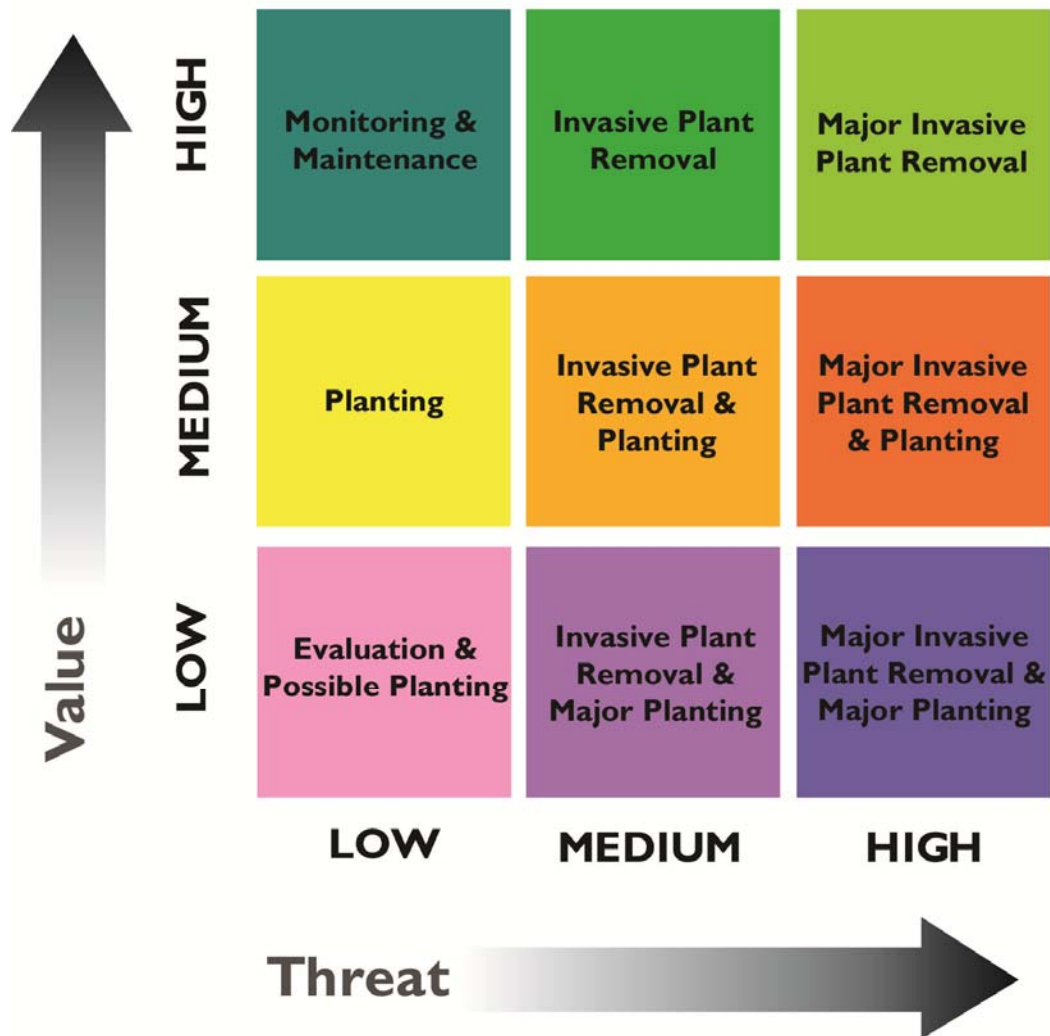 HIGH
Monitoring &
Maintenance
Invasive Plant
Removal
Major Invasive
Plant Removal
MEDIUM
Planting
Invasive Plant
Removal &
Planting
Major Invasive
Plant Removal
& Planting
LOW
Evaluation &
Possible Planting
Invasive Plant
Removal &
Major Planting
Major Invasive
Plant Removal &
Major Planting
Value
LOW
MEDIUM
HIGH
Threat